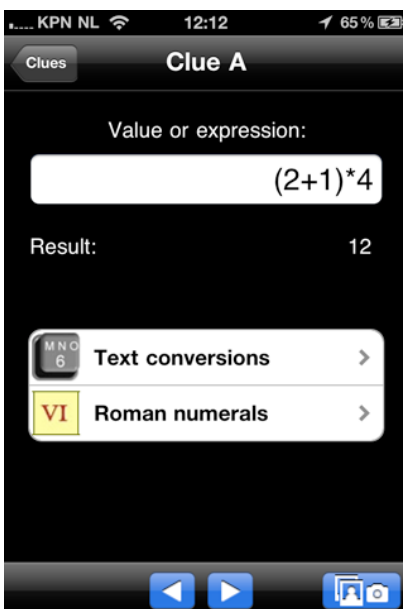 KPN NL 12:12 65%
Clues Clue A
Value or expression:
(2+1)*4
Result: 12
MNO
6
Text conversions
VI Roman numerals